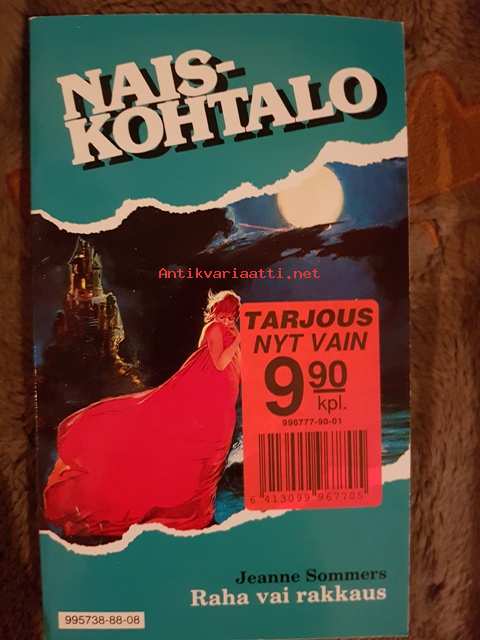 NAIS-
KOHTALO
Antikvariaatti.net
TARJOUS
NYT VAIN
9 90
kpl.
996777-90-01
6 413099 967705
Jeanne Sommers
Raha vai rakkaus
995738-88-08